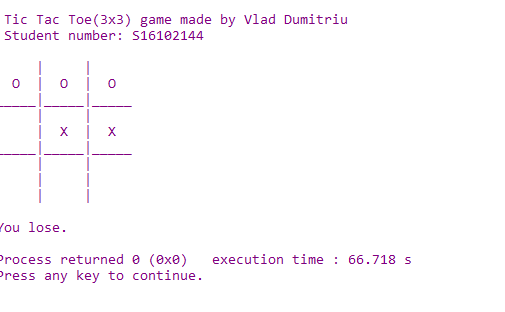 Tic Tac Toe(3x3) game made by Vlad Dumitriu
Student number: S16102144
O | O | O
_____|_____|_____
| X | X
_____|_____|_____
You lose.
Process returned 0 (0x0)   execution time : 66.718 s
Press any key to continue.